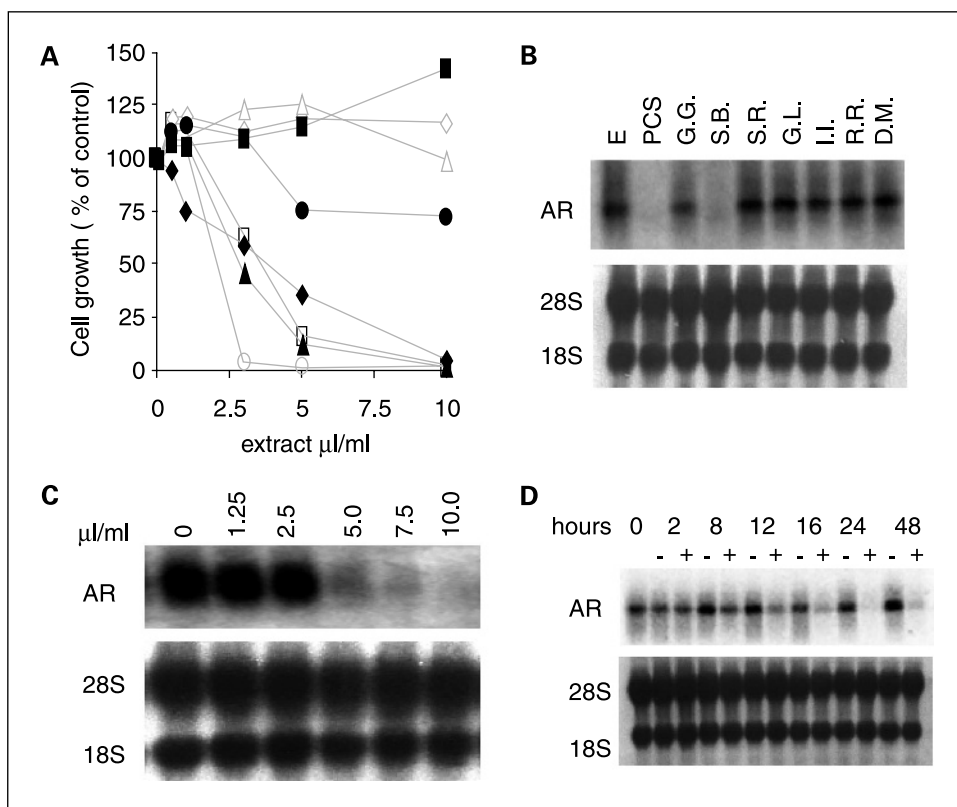 A
Cell growth ( % of control)
150
125
100
75
50
25
0
0 2.5 5 7.5 10
extract µl/ml
B
E PCS G.G. S.B. S.R. G.L. I.I. R.R. D.M.
AR
28S
18S
C
µl/ml 0 1.25 2.5 5.0 7.5 10.0
AR
28S
18S
D
hours 0 2 8 12 16 24 48
- + - + - + - + - + - +
AR
28S
18S